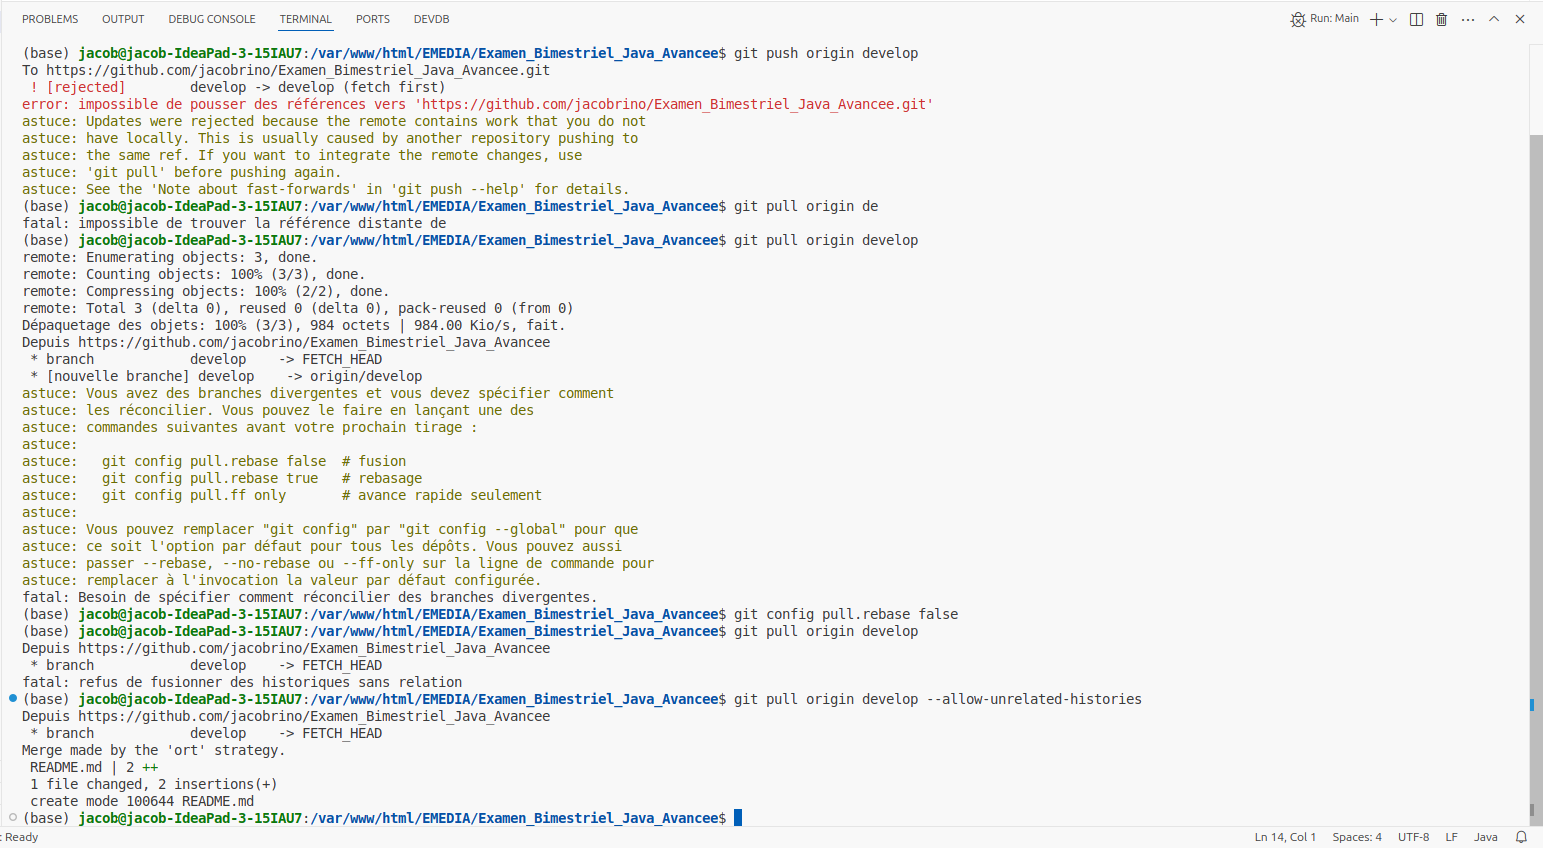 PROBLEMS OUTPUT DEBUG CONSOLE TERMINAL PORTS DEVDB Run: Main
(base) jacob@jacob-IdeaPad-3-15IAU7:/var/www/html/EMEDIA/Examen_Bimestriel_Java_Avancee$ git push origin develop
To https://github.com/jacobrino/Examen_Bimestriel_Java_Avancee.git
 ! [rejected]        develop -> develop (fetch first)
error: impossible de pousser des références vers 'https://github.com/jacobrino/Examen_Bimestriel_Java_Avancee.git'
astuce: Updates were rejected because the remote contains work that you do not
astuce: have locally. This is usually caused by another repository pushing to
astuce: the same ref. If you want to integrate the remote changes, use
astuce: 'git pull' before pushing again.
astuce: See the 'Note about fast-forwards' in 'git push --help' for details.
(base) jacob@jacob-IdeaPad-3-15IAU7:/var/www/html/EMEDIA/Examen_Bimestriel_Java_Avancee$ git pull origin de
fatal: impossible de trouver la référence distante de
(base) jacob@jacob-IdeaPad-3-15IAU7:/var/www/html/EMEDIA/Examen_Bimestriel_Java_Avancee$ git pull origin develop
remote: Enumerating objects: 3, done.
remote: Counting objects: 100% (3/3), done.
remote: Compressing objects: 100% (2/2), done.
remote: Total 3 (delta 0), reused 0 (delta 0), pack-reused 0 (from 0)
Dépaquetage des objets: 100% (3/3), 984 octets | 984.00 Kio/s, fait.
Depuis https://github.com/jacobrino/Examen_Bimestriel_Java_Avancee
 * branch            develop    -> FETCH_HEAD
 * [nouvelle branche] develop    -> origin/develop
astuce: Vous avez des branches divergentes et vous devez spécifier comment
astuce: les réconcilier. Vous pouvez le faire en lançant une des
astuce: commandes suivantes avant votre prochain tirage :
astuce:
astuce:   git config pull.rebase false  # fusion
astuce:   git config pull.rebase true   # rebasage
astuce:   git config pull.ff only       # avance rapide seulement
astuce:
astuce: Vous pouvez remplacer "git config" par "git config --global" pour que
astuce: ce soit l'option par défaut pour tous les dépôts. Vous pouvez aussi
astuce: passer --rebase, --no-rebase ou --ff-only sur la ligne de commande pour
astuce: remplacer à l'invocation la valeur par défaut configurée.
fatal: Besoin de spécifier comment réconcilier des branches divergentes.
(base) jacob@jacob-IdeaPad-3-15IAU7:/var/www/html/EMEDIA/Examen_Bimestriel_Java_Avancee$ git config pull.rebase false
(base) jacob@jacob-IdeaPad-3-15IAU7:/var/www/html/EMEDIA/Examen_Bimestriel_Java_Avancee$ git pull origin develop
Depuis https://github.com/jacobrino/Examen_Bimestriel_Java_Avancee
 * branch            develop    -> FETCH_HEAD
fatal: refus de fusionner des historiques sans relation
(base) jacob@jacob-IdeaPad-3-15IAU7:/var/www/html/EMEDIA/Examen_Bimestriel_Java_Avancee$ git pull origin develop --allow-unrelated-histories
Depuis https://github.com/jacobrino/Examen_Bimestriel_Java_Avancee
 * branch            develop    -> FETCH_HEAD
Merge made by the 'ort' strategy.
 README.md | 2 ++
 1 file changed, 2 insertions(+)
 create mode 100644 README.md
(base) jacob@jacob-IdeaPad-3-15IAU7:/var/www/html/EMEDIA/Examen_Bimestriel_Java_Avancee$
: Ready Ln 14, Col 1 Spaces: 4 UTF-8 LF Java